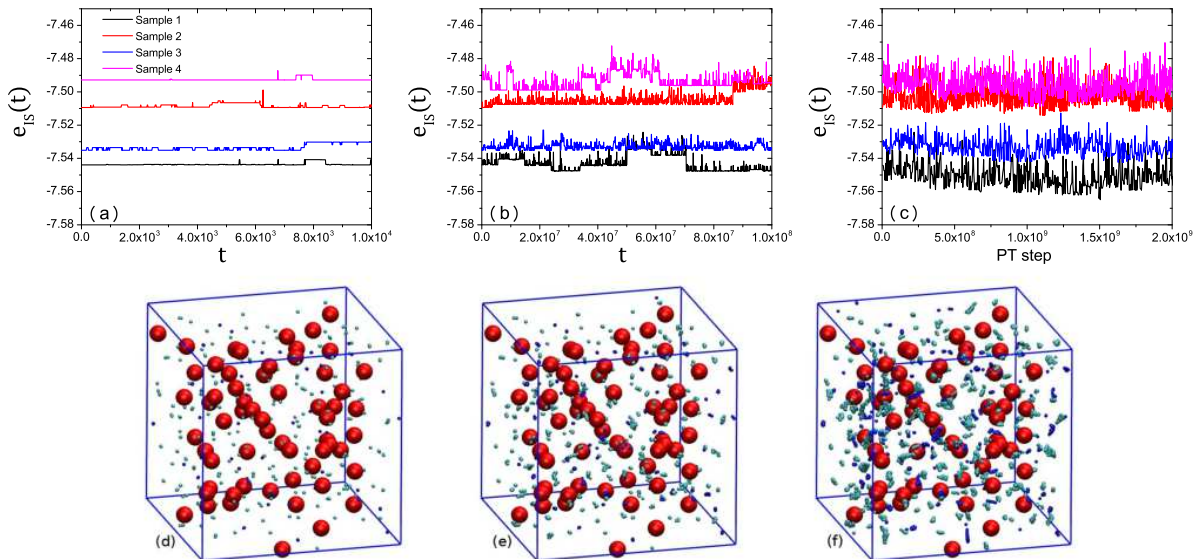 Sample 1
Sample 2
Sample 3
Sample 4
e_IS(t)
-7.46
-7.48
-7.50
-7.52
-7.54
-7.56
-7.58
(a)
0.0
2.0x10³
4.0x10³
6.0x10³
8.0x10³
1.0x10⁴
t
e_IS(t)
-7.46
-7.48
-7.50
-7.52
-7.54
-7.56
-7.58
(b)
0.0
2.0x10⁷
4.0x10⁷
6.0x10⁷
8.0x10⁷
1.0x10⁸
t
e_IS(t)
-7.46
-7.48
-7.50
-7.52
-7.54
-7.56
-7.58
(c)
0.0
5.0x10⁸
1.0x10⁹
1.5x10⁹
2.0x10⁹
PT step
(d)
(e)
(f)